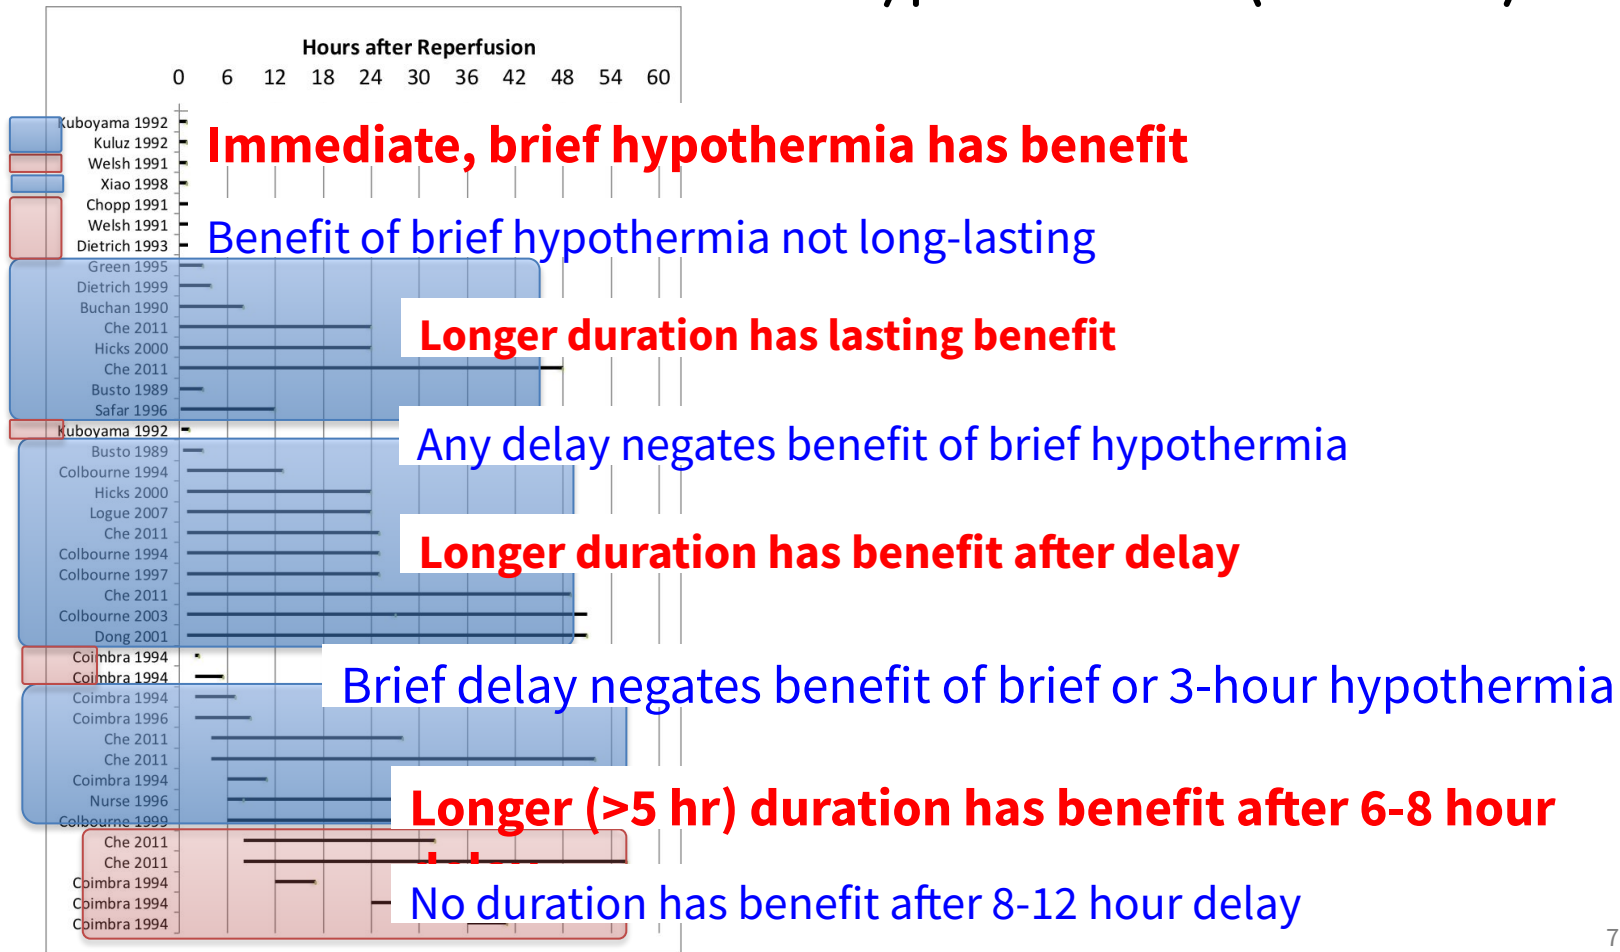 Hours after Reperfusion
0 6 12 18 24 30 36 42 48 54 60
Kuboyama 1992
Kuluz 1992
Immediate, brief hypothermia has benefit
Welsh 1991
Xiao 1998
Chopp 1991
Welsh 1991
Benefit of brief hypothermia not long-lasting
Dietrich 1993
Green 1995
Dietrich 1999
Buchan 1990
Che 2011
Longer duration has lasting benefit
Hicks 2000
Che 2011
Busto 1989
Safar 1996
Kuboyama 1992
Any delay negates benefit of brief hypothermia
Busto 1989
Colbourne 1994
Hicks 2000
Logue 2007
Che 2011
Longer duration has benefit after delay
Colbourne 1994
Colbourne 1997
Che 2011
Colbourne 2003
Dong 2001
Coimbra 1994
Coimbra 1994
Brief delay negates benefit of brief or 3-hour hypothermia
Coimbra 1994
Coimbra 1996
Che 2011
Che 2011
Coimbra 1994
Nurse 1996
Longer (>5 hr) duration has benefit after 6-8 hour
Colbourne 1999
Che 2011
Che 2011
Coimbra 1994
Coimbra 1994
No duration has benefit after 8-12 hour delay
Coimbra 1994
7